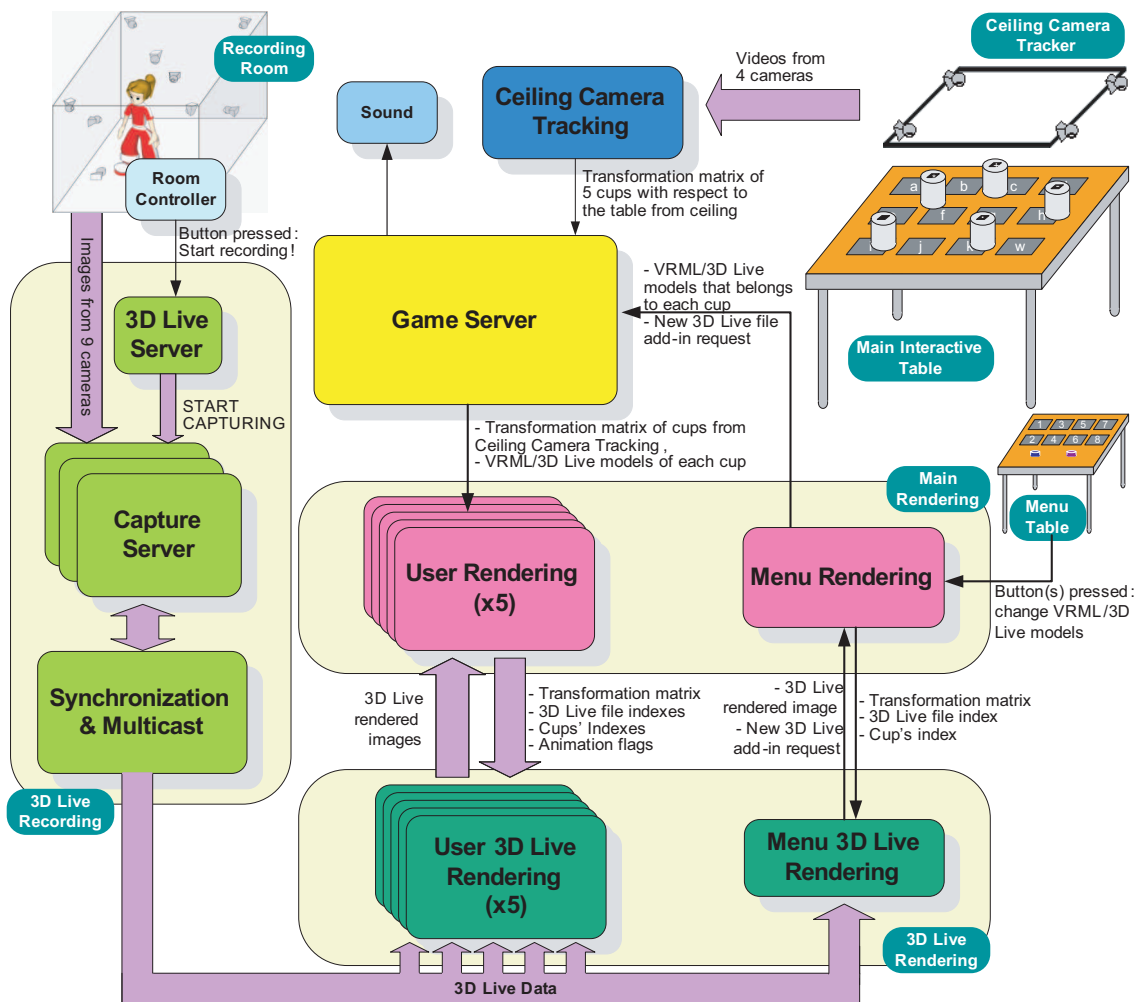 Recording
Room
Room
Controller
Button pressed:
Start recording!
Images from 9 cameras
3D Live
Server
START
CAPTURING
Capture
Server
Synchronization
& Multicast
3D Live
Recording
Sound
Ceiling Camera
Tracking
Videos from
4 cameras
Ceiling Camera
Tracker
Transformation matrix of
5 cups with respect to
the table from ceiling
Game Server
- VRML/3D Live
models that belongs
to each cup
- New 3D Live file
add-in request
a b c
f h
j k w
Main Interactive
Table
- Transformation matrix of cups from
Ceiling Camera Tracking ,
- VRML/3D Live models of each cup
1 3 5 7
2 4 6 8
Menu
Table
Main
Rendering
User Rendering
(x5)
Menu Rendering
Button(s) pressed:
change VRML/3D
Live models
3D Live
rendered
images
- Transformation matrix
- 3D Live file indexes
- Cups' Indexes
- Animation flags
- 3D Live
rendered image
- New 3D Live
add-in request
- Transformation matrix
- 3D Live file index
- Cup's index
User 3D Live
Rendering
(x5)
Menu 3D Live
Rendering
3D Live
Rendering
3D Live Data